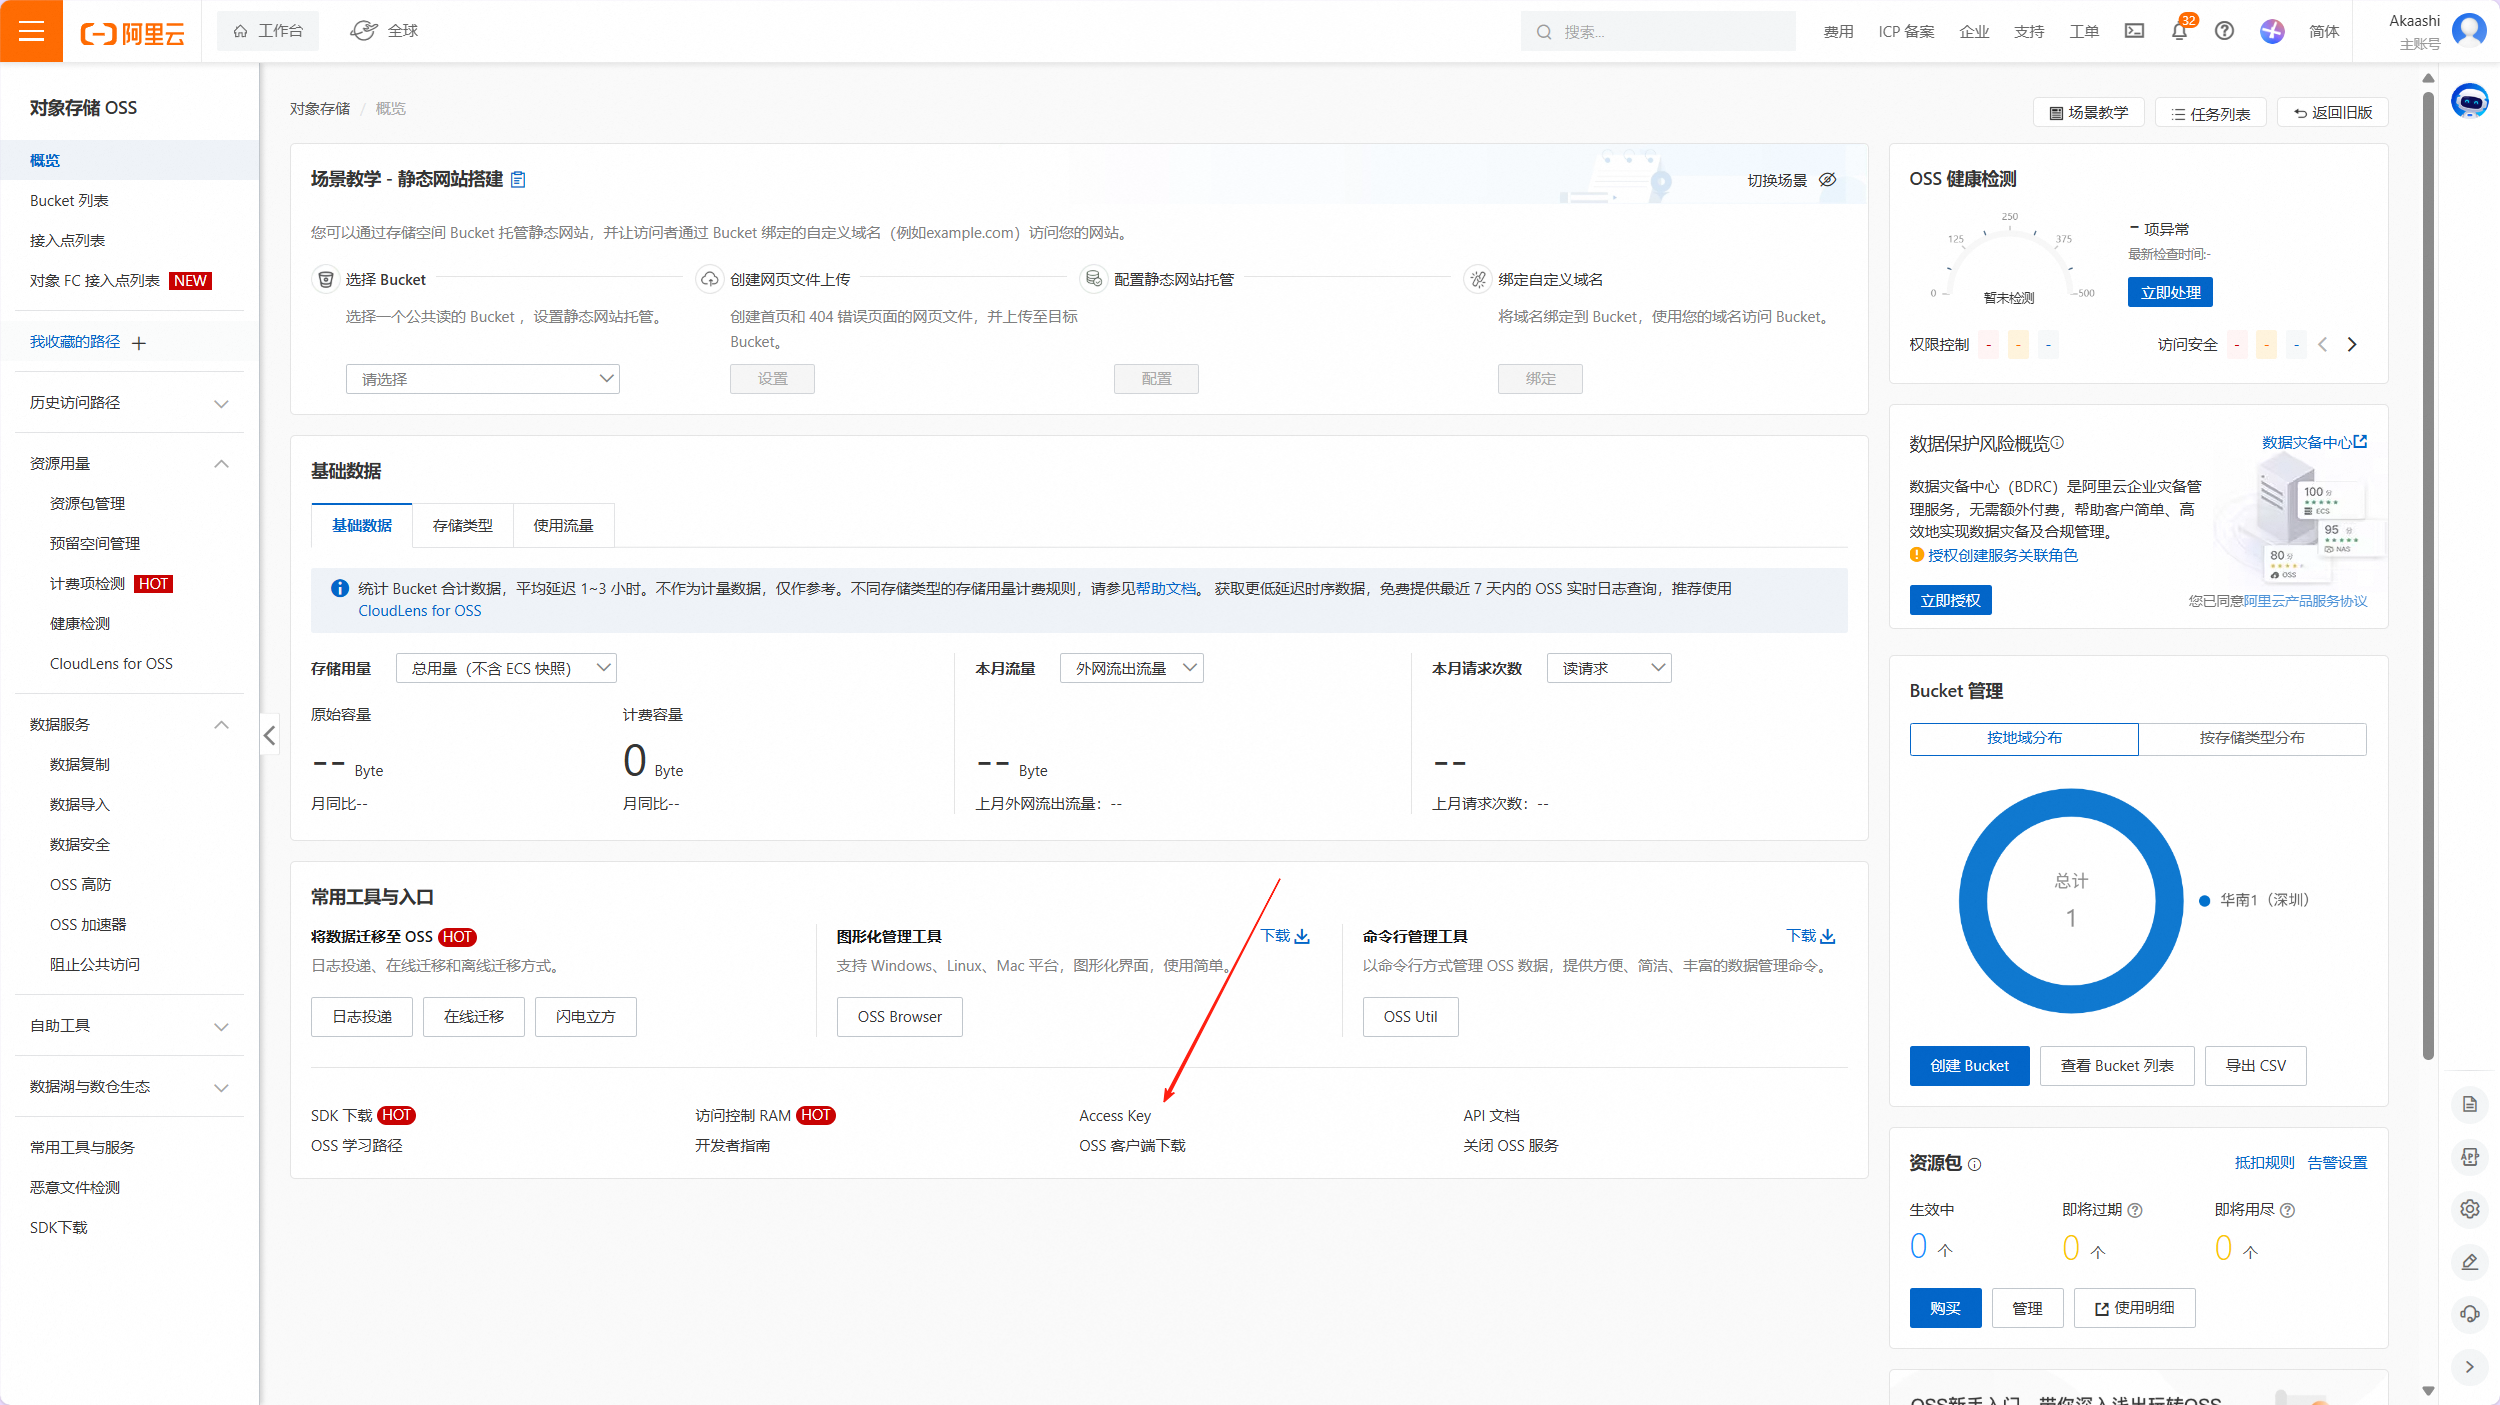 阿里云
工作台
全球
搜索...
费用
ICP 备案
企业
支持
工单
32
简体
Akaashi
主账号
对象存储 OSS
概览
Bucket 列表
接入点列表
对象 FC 接入点列表 NEW
我收藏的路径
历史访问路径
资源用量
资源包管理
预留空间管理
计费项检测 HOT
健康检测
CloudLens for OSS
数据服务
数据复制
数据导入
数据安全
OSS 高防
OSS 加速器
阻止公共访问
自助工具
数据湖与数仓生态
常用工具与服务
恶意文件检测
SDK下载
对象存储 / 概览
场景教学
任务列表
返回旧版
场景教学 - 静态网站搭建
切换场景
您可以通过存储空间 Bucket 托管静态网站，并让访问者通过 Bucket 绑定的自定义域名（例如example.com）访问您的网站。
选择 Bucket
选择一个公共读的 Bucket ，设置静态网站托管。
请选择
创建网页文件上传
创建首页和 404 错误页面的网页文件，并上传至目标
Bucket。
设置
配置静态网站托管
配置
绑定自定义域名
将域名绑定到 Bucket，使用您的域名访问 Bucket。
绑定
基础数据
基础数据
存储类型
使用流量
统计 Bucket 合计数据，平均延迟 1~3 小时。不作为计量数据，仅作参考。不同存储类型的存储用量计费规则，请参见帮助文档。 获取更低延迟时序数据，免费提供最近 7 天内的 OSS 实时日志查询，推荐使用
CloudLens for OSS
存储用量
总用量（不含 ECS 快照）
原始容量
-- Byte
月同比--
计费容量
0 Byte
月同比--
本月流量
外网流出流量
-- Byte
上月外网流出流量：--
本月请求次数
读请求
--
上月请求次数：--
常用工具与入口
将数据迁移至 OSS HOT
日志投递、在线迁移和离线迁移方式。
日志投递
在线迁移
闪电立方
图形化管理工具
下载
支持 Windows、Linux、Mac 平台，图形化界面，使用简单。
OSS Browser
命令行管理工具
下载
以命令行方式管理 OSS 数据，提供方便、简洁、丰富的数据管理命令。
OSS Util
SDK 下载 HOT
访问控制 RAM HOT
Access Key
API 文档
OSS 学习路径
开发者指南
OSS 客户端下载
关闭 OSS 服务
OSS 健康检测
0
125
250
375
500
暂未检测
- 项异常
最新检查时间:-
立即处理
权限控制 - - -
访问安全 - - -
数据保护风险概览
数据灾备中心
数据灾备中心（BDRC）是阿里云企业灾备管
理服务，无需额外付费，帮助客户简单、高
效地实现数据灾备及合规管理。
授权创建服务关联角色
100 分
ECS
95 分
NAS
80 分
OSS
立即授权
您已同意阿里云产品服务协议
Bucket 管理
按地域分布
按存储类型分布
总计
1
华南1（深圳）
创建 Bucket
查看 Bucket 列表
导出 CSV
资源包
抵扣规则
告警设置
生效中
0 个
即将过期
0 个
即将用尽
0 个
购买
管理
使用明细
OSS新手入门，带你深入浅出玩转OSS
APP